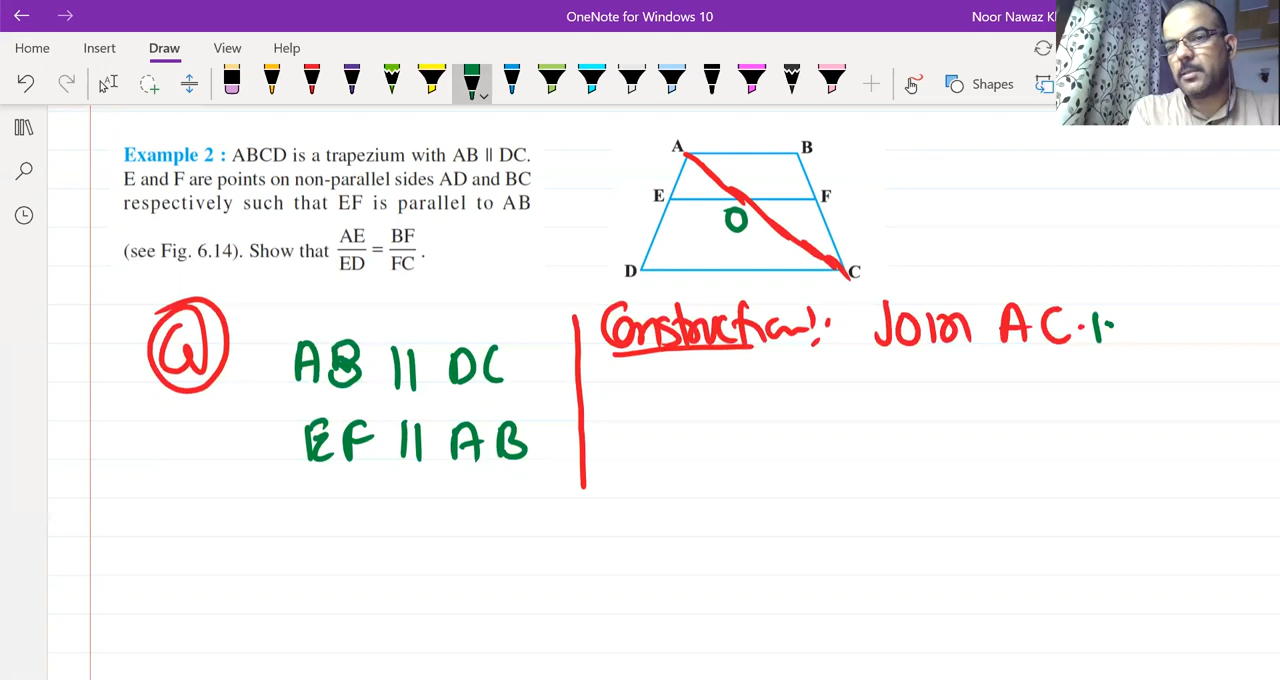 OneNote for Windows 10
Noor Nawaz Kh
Home Insert Draw View Help
Shapes
Example 2 : ABCD is a trapezium with AB || DC.
E and F are points on non-parallel sides AD and BC
respectively such that EF is parallel to AB
(see Fig. 6.14). Show that AE/ED = BF/FC .
A B
E F
O
D C
AB || DC
EF || AB
Construction: Join AC.